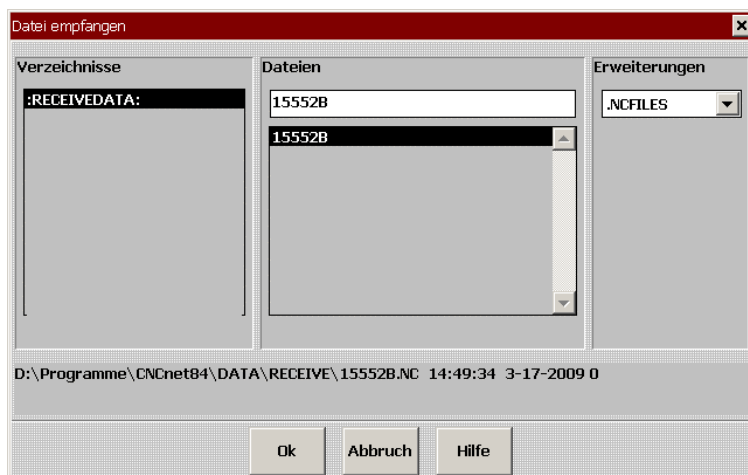 Datei empfangen
Verzeichnisse
:RECEIVEDATA:
Dateien
15552B
15552B
Erweiterungen
.NCFILES
D:\Programme\CNCnet84\DATA\RECEIVE\15552B.NC 14:49:34 3-17-2009 0
Ok Abbruch Hilfe